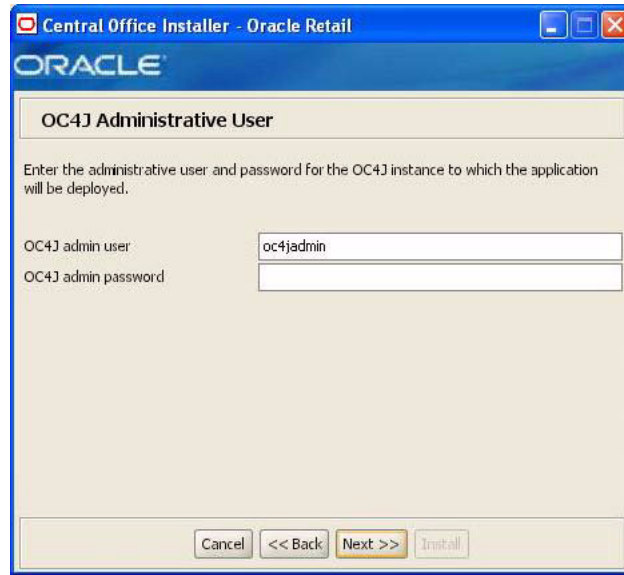 Central Office Installer - Oracle Retail
ORACLE
OC4J Administrative User
Enter the administrative user and password for the OC4J instance to which the application
will be deployed.
OC4J admin user
oc4jadmin
OC4J admin password
Cancel
<< Back
Next >>
Install